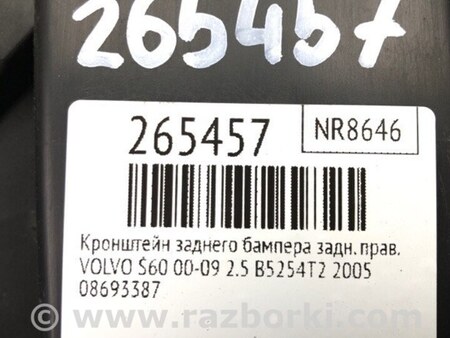 265457
265457
NR8646
Кронштейн заднего бампера задн. прав.
VOLVO S60 00-09 2.5 B5254T2 2005
08693387
www.razborki.com